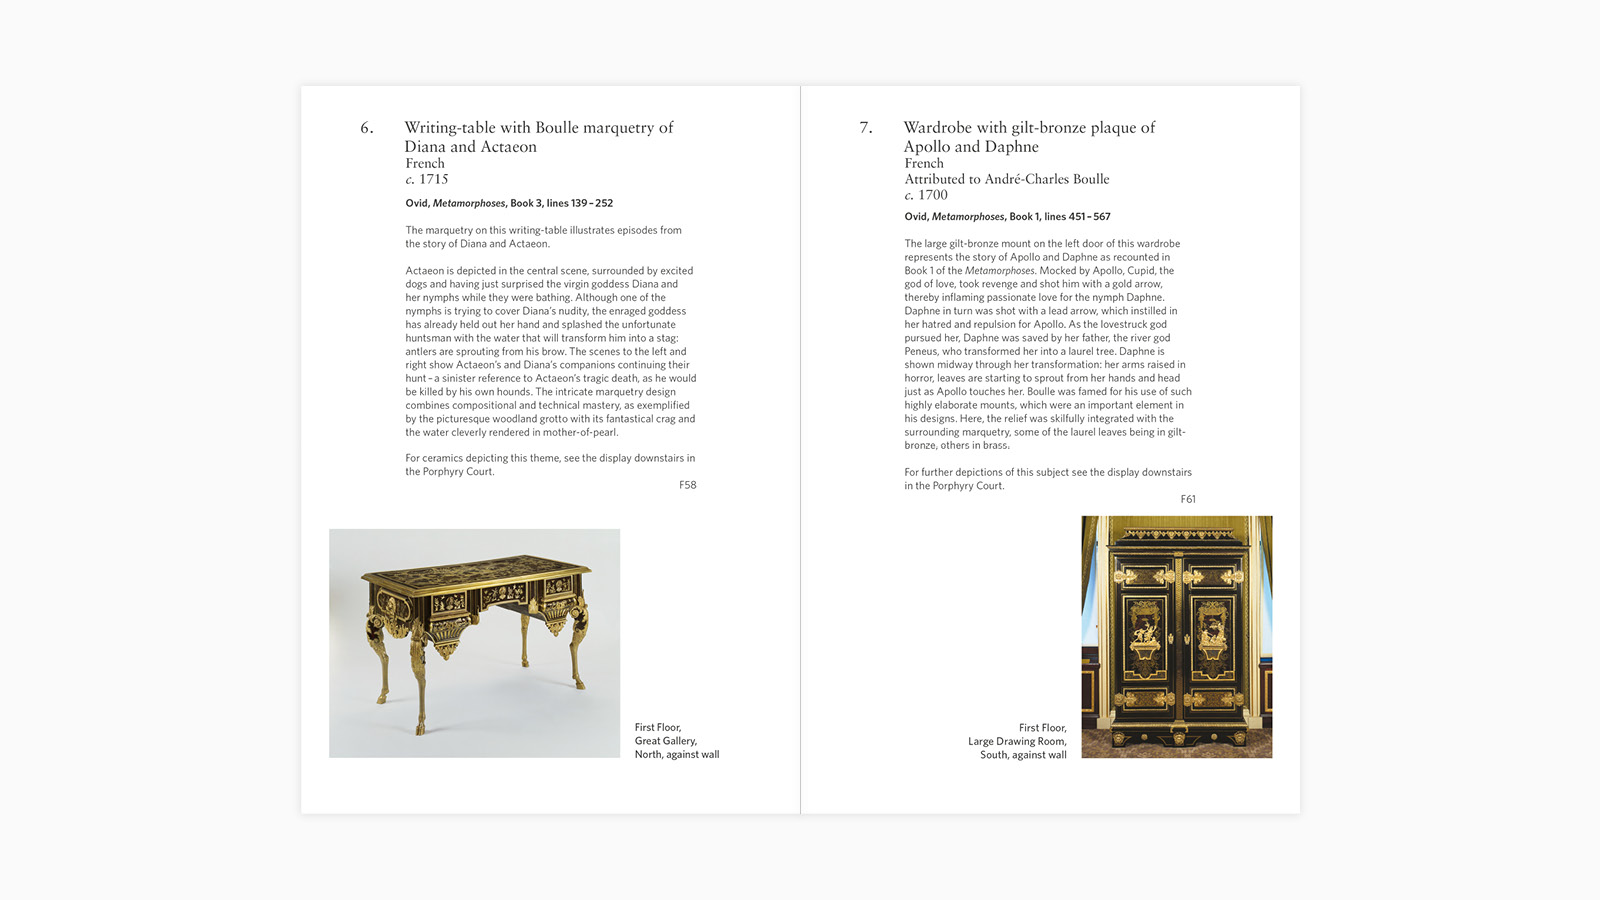 6.
Writing-table with Boulle marquetry of
Diana and Actaeon
French
c. 1715
Ovid, Metamorphoses, Book 3, lines 139 – 252
The marquetry on this writing-table illustrates episodes from
the story of Diana and Actaeon.
Actaeon is depicted in the central scene, surrounded by excited
dogs and having just surprised the virgin goddess Diana and
her nymphs while they were bathing. Although one of the
nymphs is trying to cover Diana's nudity, the enraged goddess
has already held out her hand and splashed the unfortunate
huntsman with the water that will transform him into a stag:
antlers are sprouting from his brow. The scenes to the left and
right show Actaeon's and Diana's companions continuing their
hunt – a sinister reference to Actaeon's tragic death, as he would
be killed by his own hounds. The intricate marquetry design
combines compositional and technical mastery, as exemplified
by the picturesque woodland grotto with its fantastical crag and
the water cleverly rendered in mother-of-pearl.
For ceramics depicting this theme, see the display downstairs in
the Porphyry Court.
F58
First Floor,
Great Gallery,
North, against wall
7.
Wardrobe with gilt-bronze plaque of
Apollo and Daphne
French
Attributed to André-Charles Boulle
c. 1700
Ovid, Metamorphoses, Book 1, lines 451 – 567
The large gilt-bronze mount on the left door of this wardrobe
represents the story of Apollo and Daphne as recounted in
Book 1 of the Metamorphoses. Mocked by Apollo, Cupid, the
god of love, took revenge and shot him with a gold arrow,
thereby inflaming passionate love for the nymph Daphne.
Daphne in turn was shot with a lead arrow, which instilled in
her hatred and repulsion for Apollo. As the lovestruck god
pursued her, Daphne was saved by her father, the river god
Peneus, who transformed her into a laurel tree. Daphne is
shown midway through her transformation: her arms raised in
horror, leaves are starting to sprout from her hands and head
just as Apollo touches her. Boulle was famed for his use of such
highly elaborate mounts, which were an important element in
his designs. Here, the relief was skilfully integrated with the
surrounding marquetry, some of the laurel leaves being in gilt-
bronze, others in brass.
For further depictions of this subject see the display downstairs
in the Porphyry Court.
F61
First Floor,
Large Drawing Room,
South, against wall